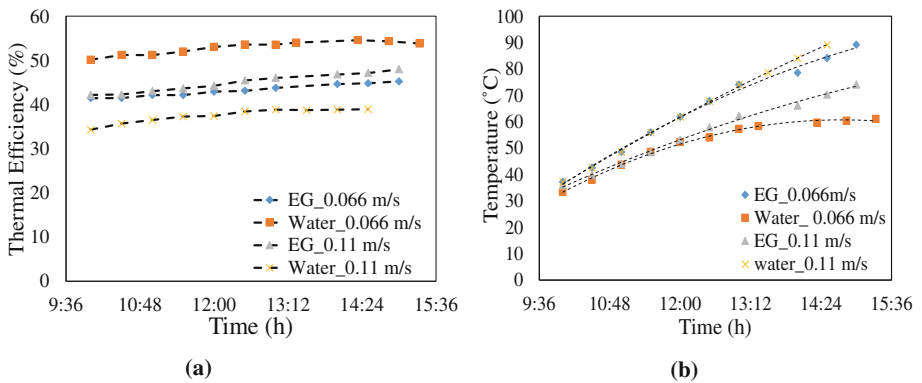 60
50
40
30
20
10
0
Thermal Efficiency (%)
EG_0.066 m/s
Water_0.066 m/s
EG_0.11 m/s
Water_0.11 m/s
9:36 10:48 12:00 13:12 14:24 15:36
Time (h)
(a)
100
90
80
70
60
50
40
30
20
10
0
Temperature (°C)
EG_0.066m/s
Water_ 0.066 m/s
EG_0.11 m/s
water_0.11 m/s
9:36 10:48 12:00 13:12 14:24 15:36
Time (h)
(b)